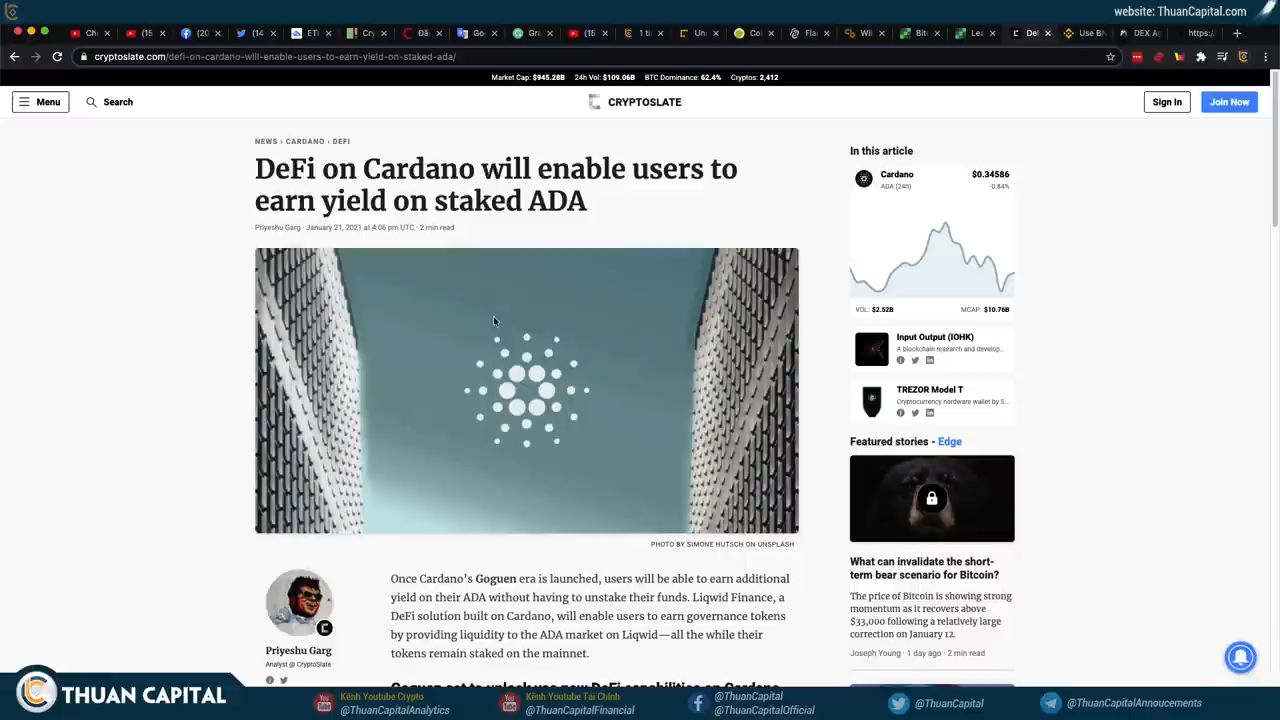 website: ThuanCapital.com
cryptoslate.com/defi-on-cardano-will-enable-users-to-earn-yield-on-staked-ada/
Market Cap: $945.28B 24h Vol: $109.06B BTC Dominance: 62.4% Cryptos: 2,412
Menu
Search
CRYPTOSLATE
Sign In
Join Now
NEWS › CARDANO › DEFI
DeFi on Cardano will enable users to
earn yield on staked ADA
Priyeshu Garg · January 21, 2021 at 4:06 pm UTC · 2 min read
PHOTO BY SIMONE HUTSCH ON UNSPLASH
Priyeshu Garg
Analyst @ CryptoSlate
Once Cardano's Goguen era is launched, users will be able to earn additional
yield on their ADA without having to unstake their funds. Liqwid Finance, a
DeFi solution built on Cardano, will enable users to earn governance tokens
by providing liquidity to the ADA market on Liqwid—all the while their
tokens remain staked on the mainnet.
In this article
Cardano $0.34586
ADA (24h) -0.84%
VOL: $2.52B MCAP: $10.76B
Input Output (IOHK)
A blockchain research and develop...
TREZOR Model T
Cryptocurrency hardware wallet by S...
Featured stories - Edge
What can invalidate the short-
term bear scenario for Bitcoin?
The price of Bitcoin is showing strong
momentum as it recovers above
$33,000 following a relatively large
correction on January 12.
Joseph Young · 1 day ago · 2 min read
THUAN CAPITAL
Kênh Youtube Crypto
@ThuanCapitalAnalytics
Kênh Youtube Tài Chính
@ThuanCapitalFinancial
@ThuanCapital
@ThuanCapitalOfficial
@ThuanCapital
@ThuanCapitalAnnoucements